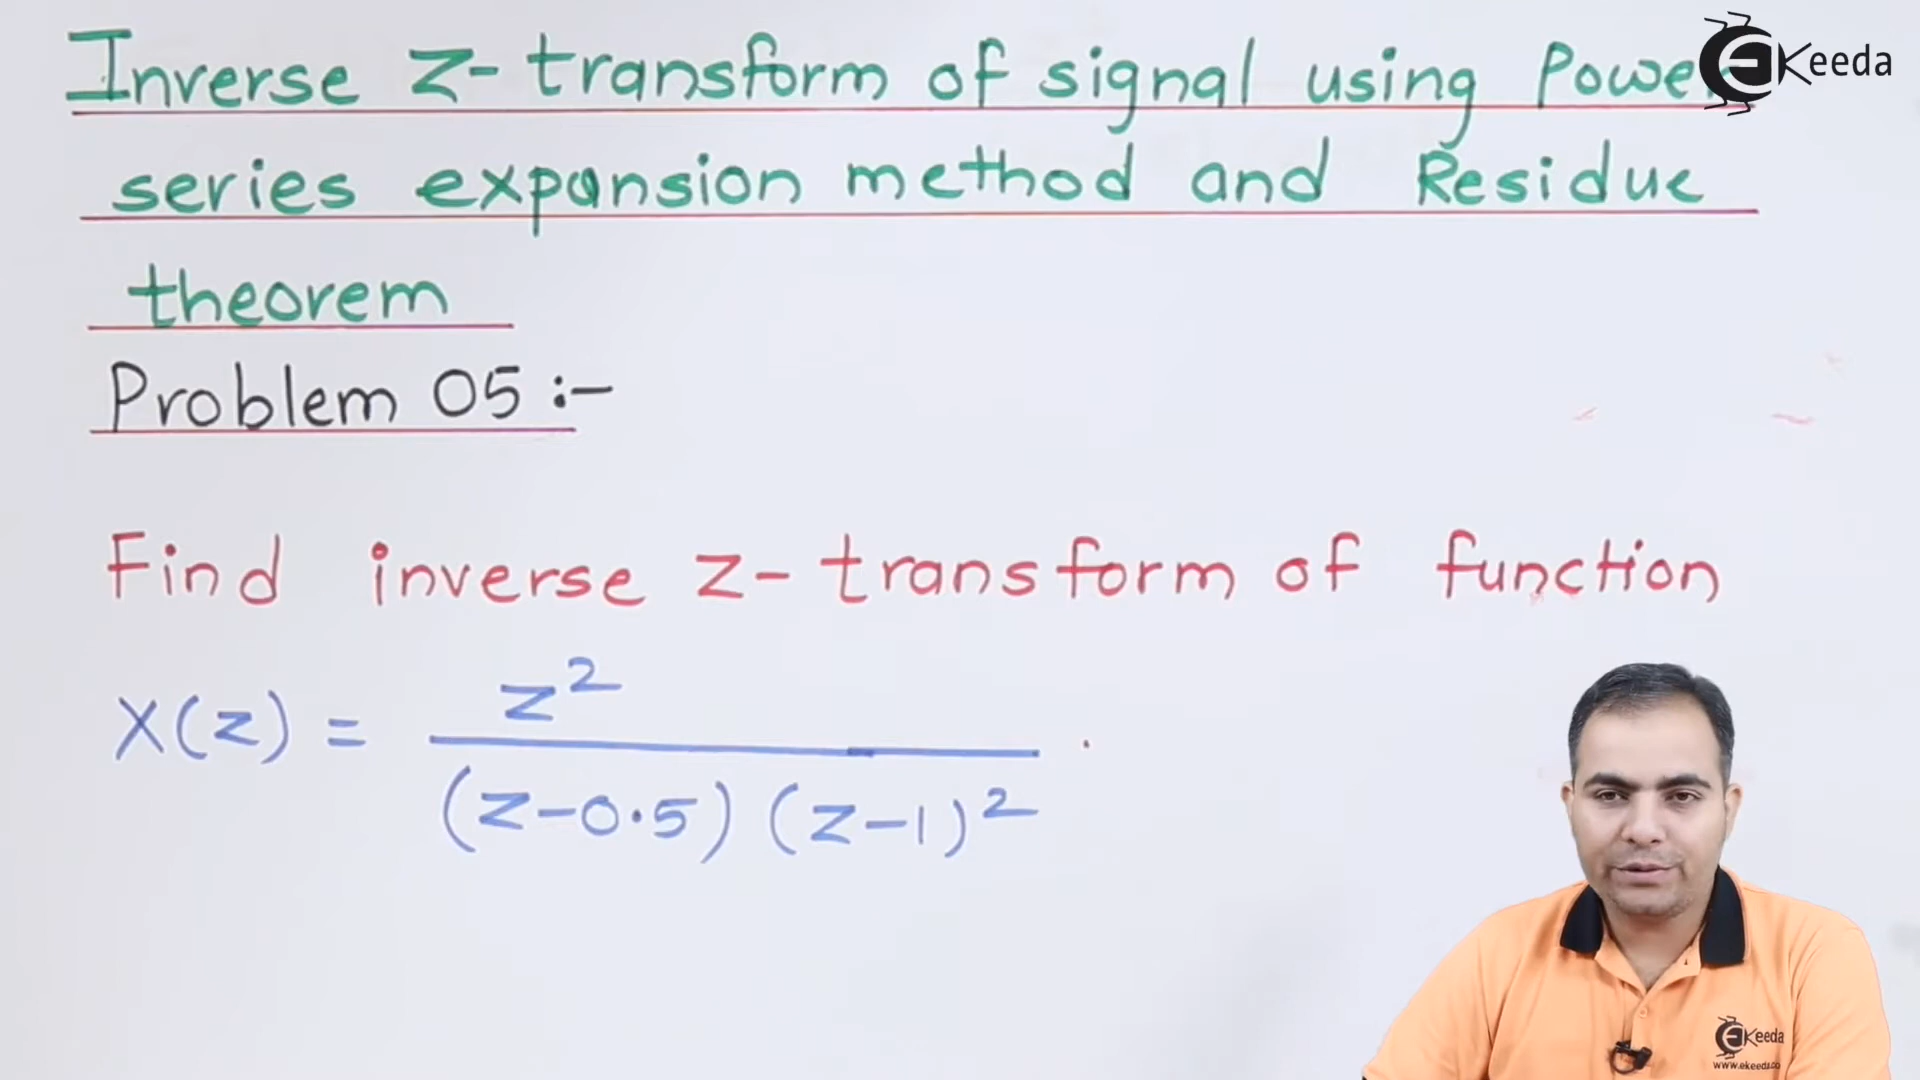 Inverse Z-transform of signal using Power
EKeeda
series expansion method and Residue
theorem
Problem 05 :-
Find inverse z-transform of function
X(z) = z²
(z-0.5) (z-1)²
EKeeda
www.ekeeda.co